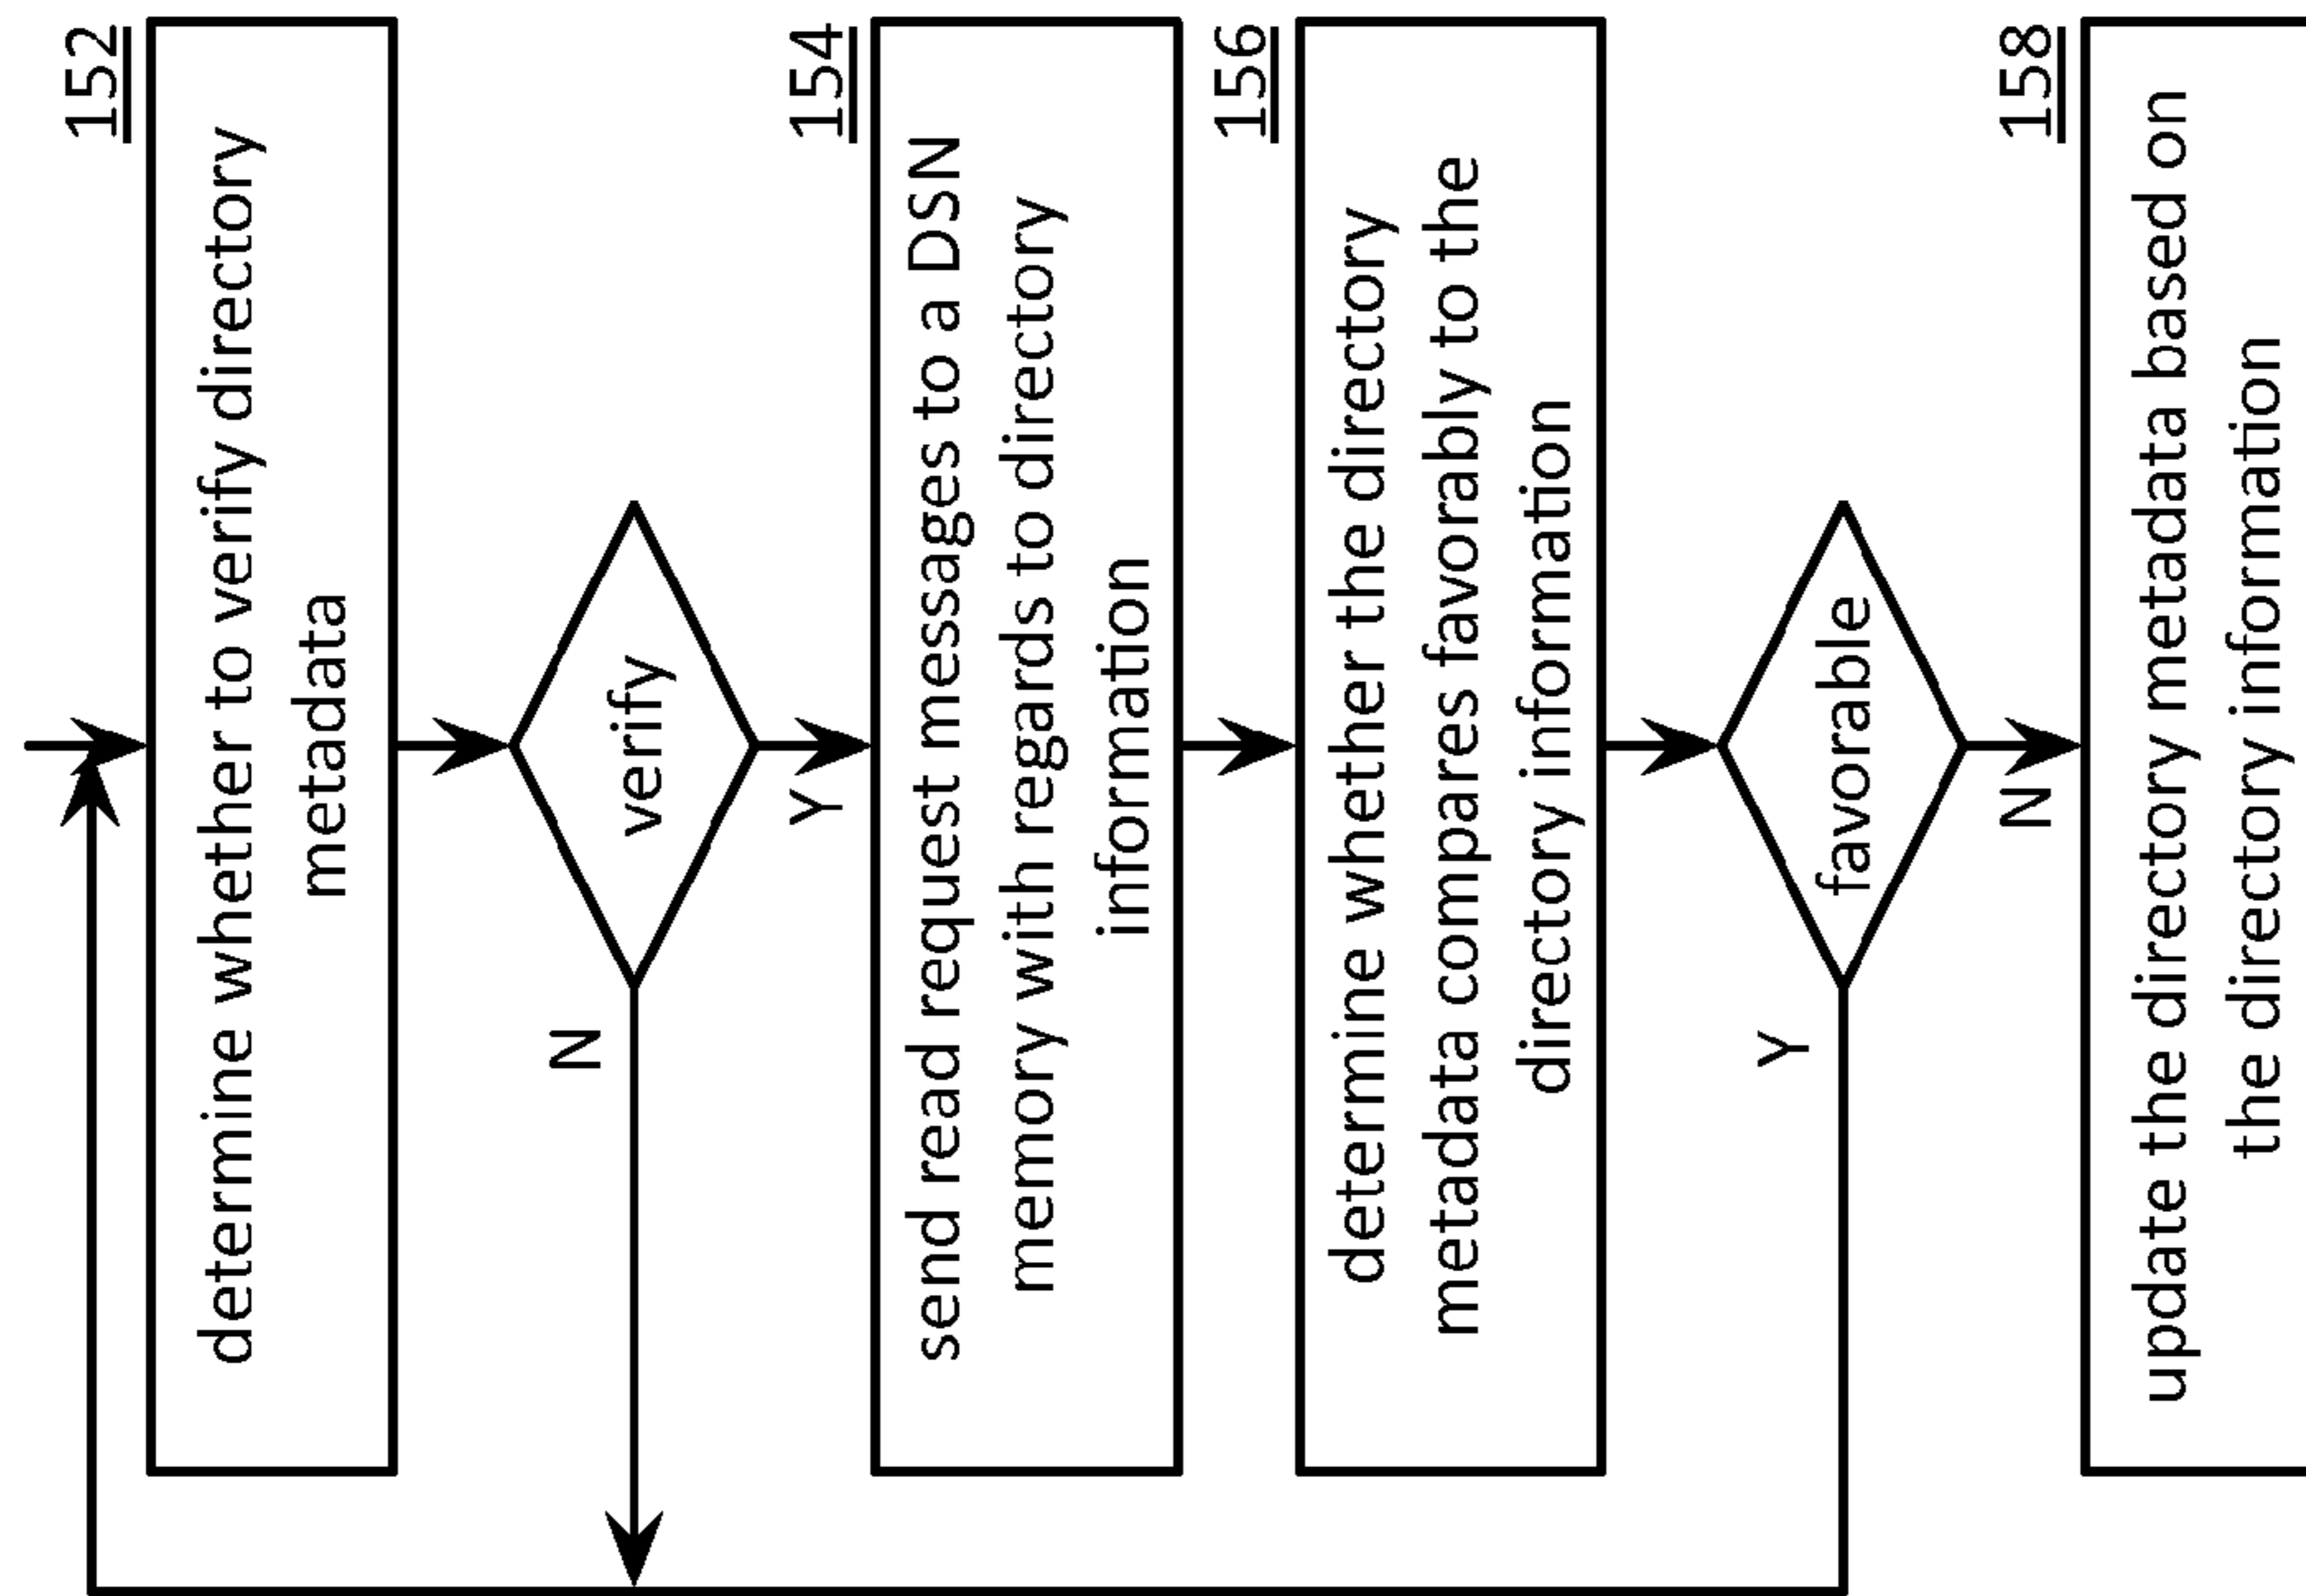 152
determine whether to verify directory
metadata
verify
N
Y
154
send read request messages to a DSN
memory with regards to directory
information
156
determine whether the directory
metadata compares favorably to the
directory information
favorable
Y
N
158
update the directory metadata based on
the directory information